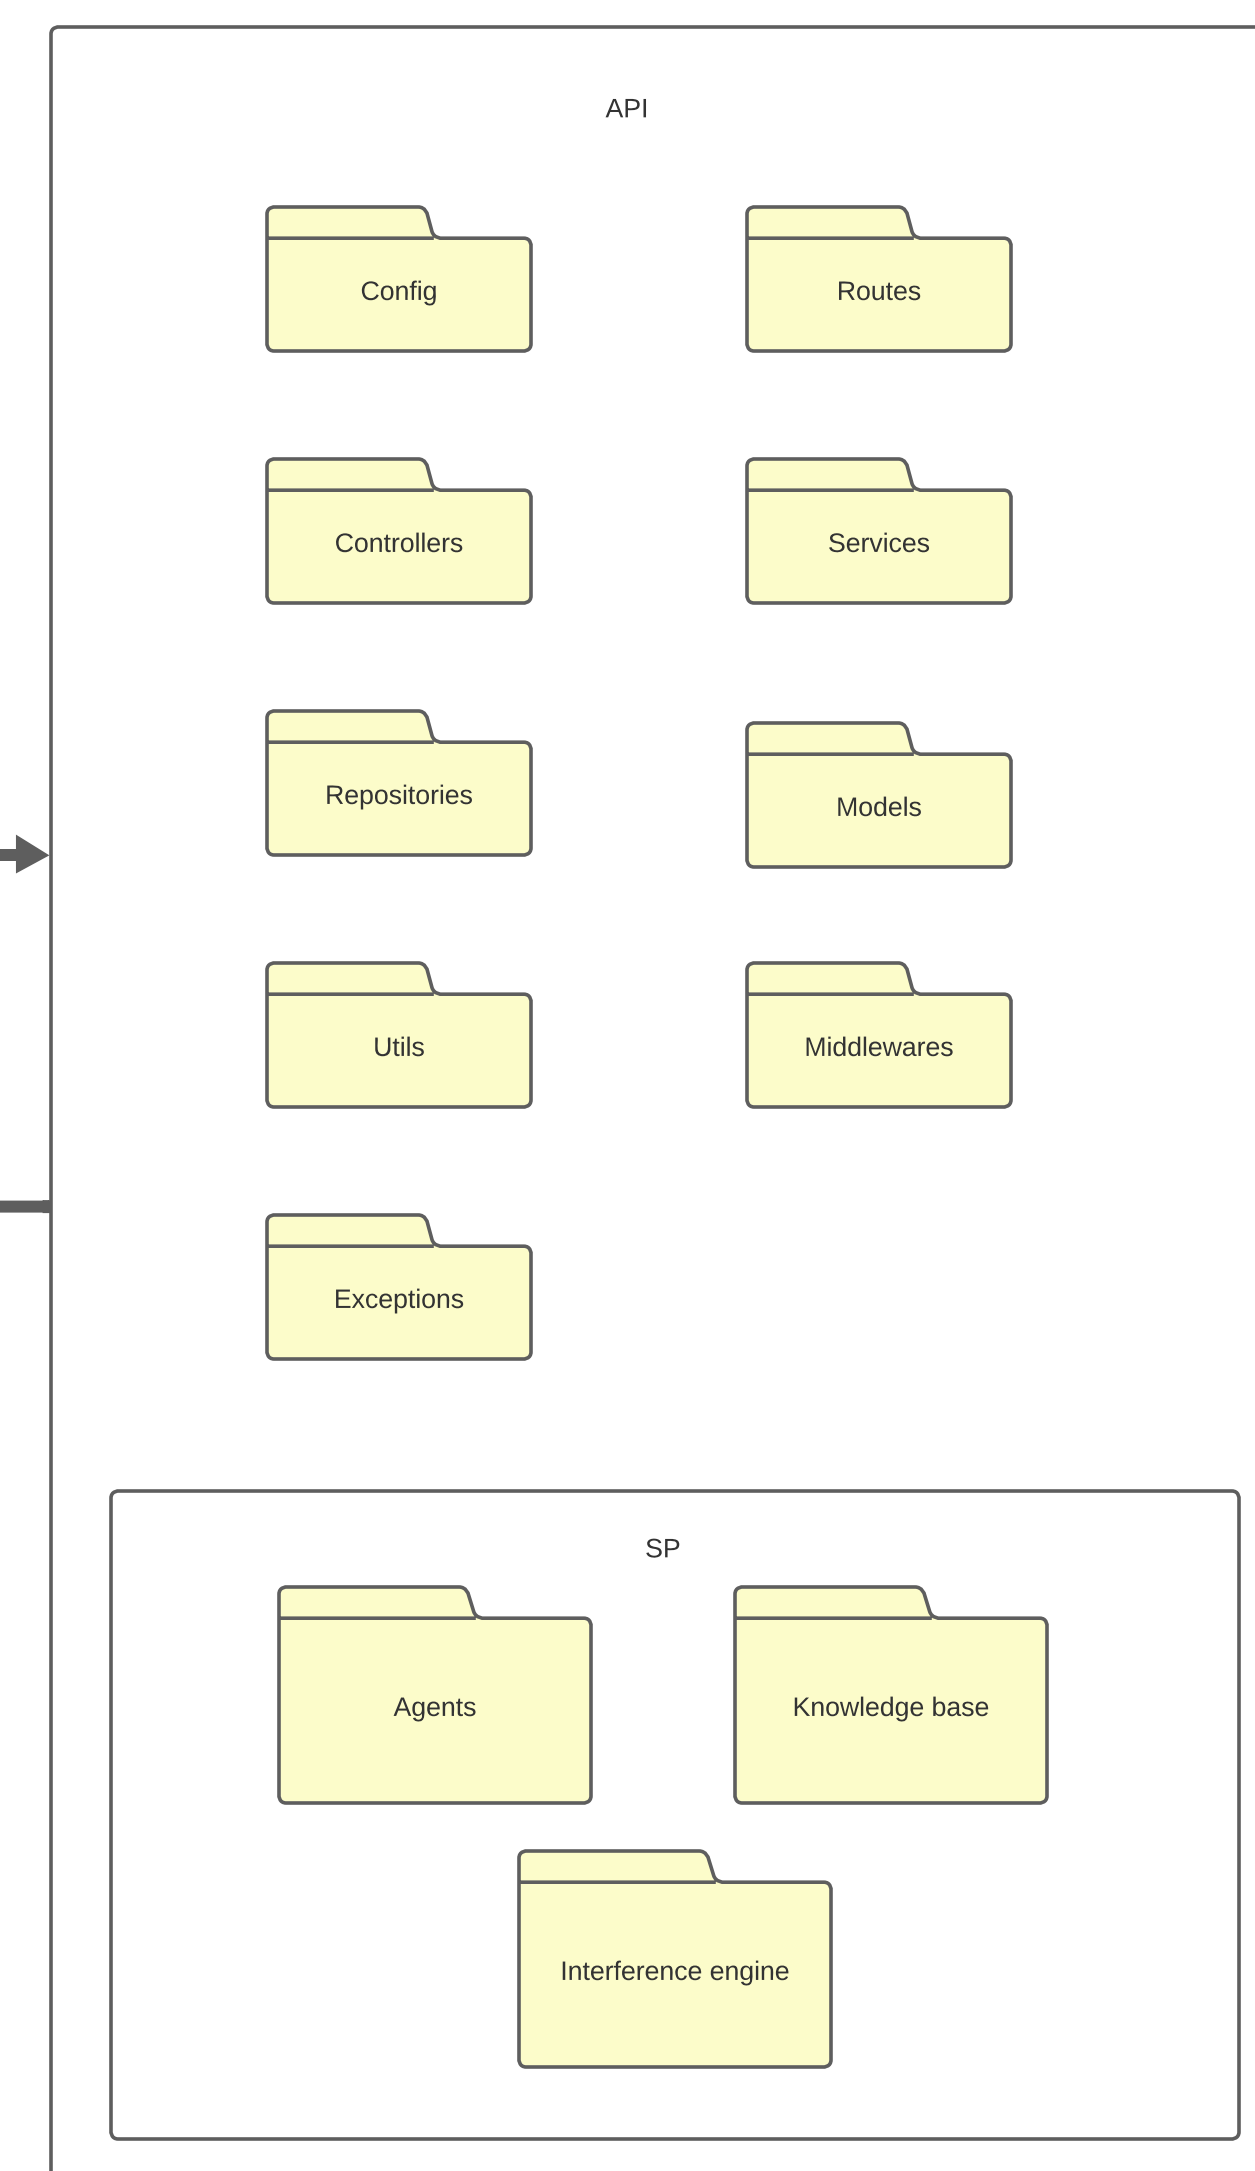 API
Config
Routes
Controllers
Services
Repositories
Models
Utils
Middlewares
Exceptions
SP
Agents
Knowledge base
Interference engine